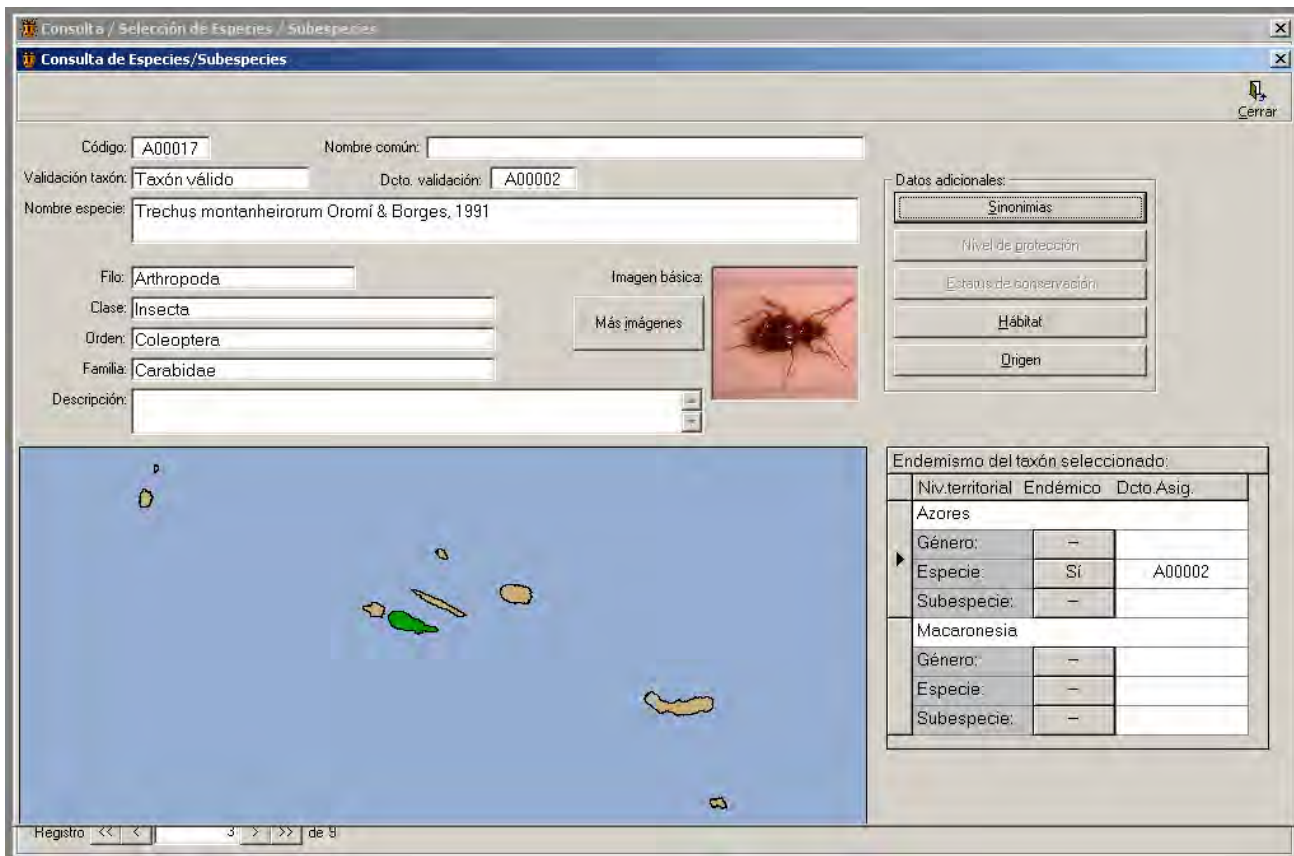 Consulta / Selección de Especies / Subespecies
Consulta de Especies/Subespecies
Cerrar
Código: A00017 Nombre común:
Validación taxón: Taxón válido Dcto. validación: A00002
Nombre especie: Trechus montanheirorum Oromí & Borges, 1991
Filo: Arthropoda
Clase: Insecta
Orden: Coleoptera
Familia: Carabidae
Descripción:
Imagen básica:
Más imágenes
Datos adicionales:
Sinonimias
Nivel de protección
Estatus de conservación
Hábitat
Origen
Endemismo del taxón seleccionado:
Niv.territorial Endémico Dcto.Asig.
Azores
Género: –
Especie: Sí A00002
Subespecie: –
Macaronesia
Género: –
Especie: –
Subespecie: –
Registro << < 3 > >> de 9